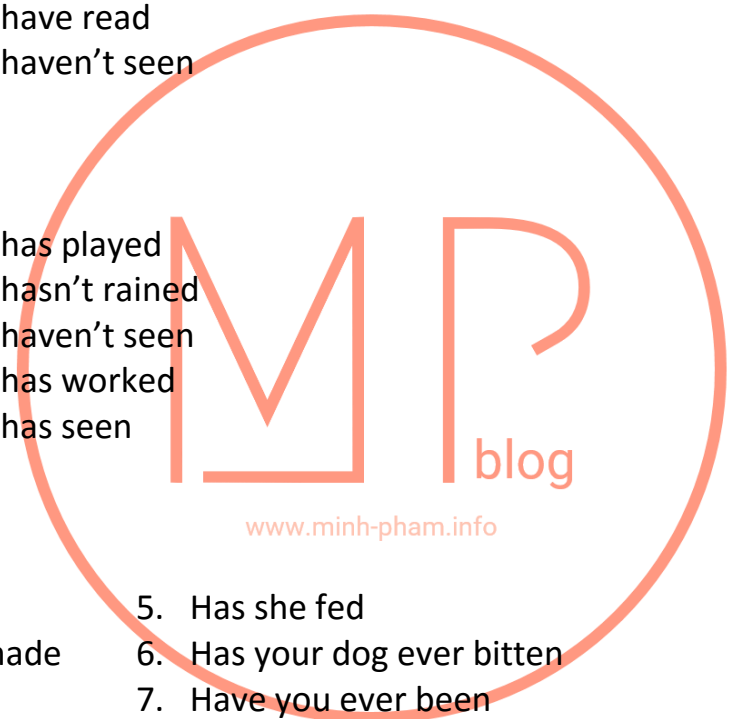 have read
haven’t seen
has played
hasn’t rained
haven’t seen
has worked
has seen
MP
blog
www.minh-pham.info
5. Has she fed
6. Has your dog ever bitten
7. Have you ever been